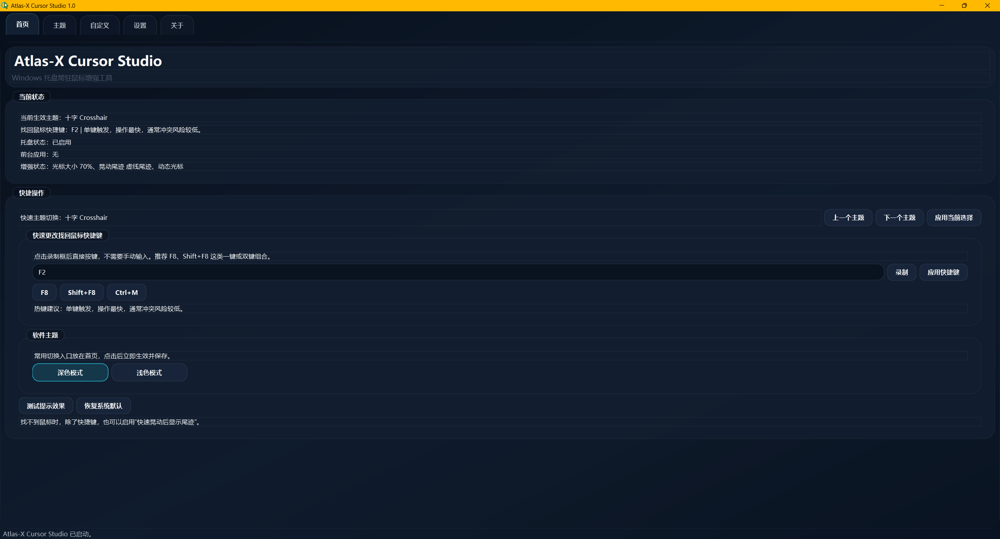 Atlas-X Cursor Studio 1.0
首页
主题
自定义
设置
关于
Atlas-X Cursor Studio
Windows 托盘常驻鼠标增强工具
当前状态
当前生效主题：十字 Crosshair
找回鼠标快捷键：F2 | 单键触发，操作最快，通常冲突风险较低。
托盘状态：已启用
前台应用：无
增强状态：光标大小 70%、晃动尾迹 虚线尾迹、动态光标
快捷操作
快速主题切换：十字 Crosshair
上一个主题
下一个主题
应用当前选择
快速更改找回鼠标快捷键
点击录制框后直接按键，不需要手动输入。推荐 F8、Shift+F8 这类一键或双键组合。
F2
录制
应用快捷键
F8
Shift+F8
Ctrl+M
热键建议：单键触发，操作最快，通常冲突风险较低。
软件主题
常用切换入口放在首页，点击后立即生效并保存。
深色模式
浅色模式
测试提示效果
恢复系统默认
找不到鼠标时，除了快捷键，也可以启用“快速晃动后显示尾迹”。
Atlas-X Cursor Studio 已启动。